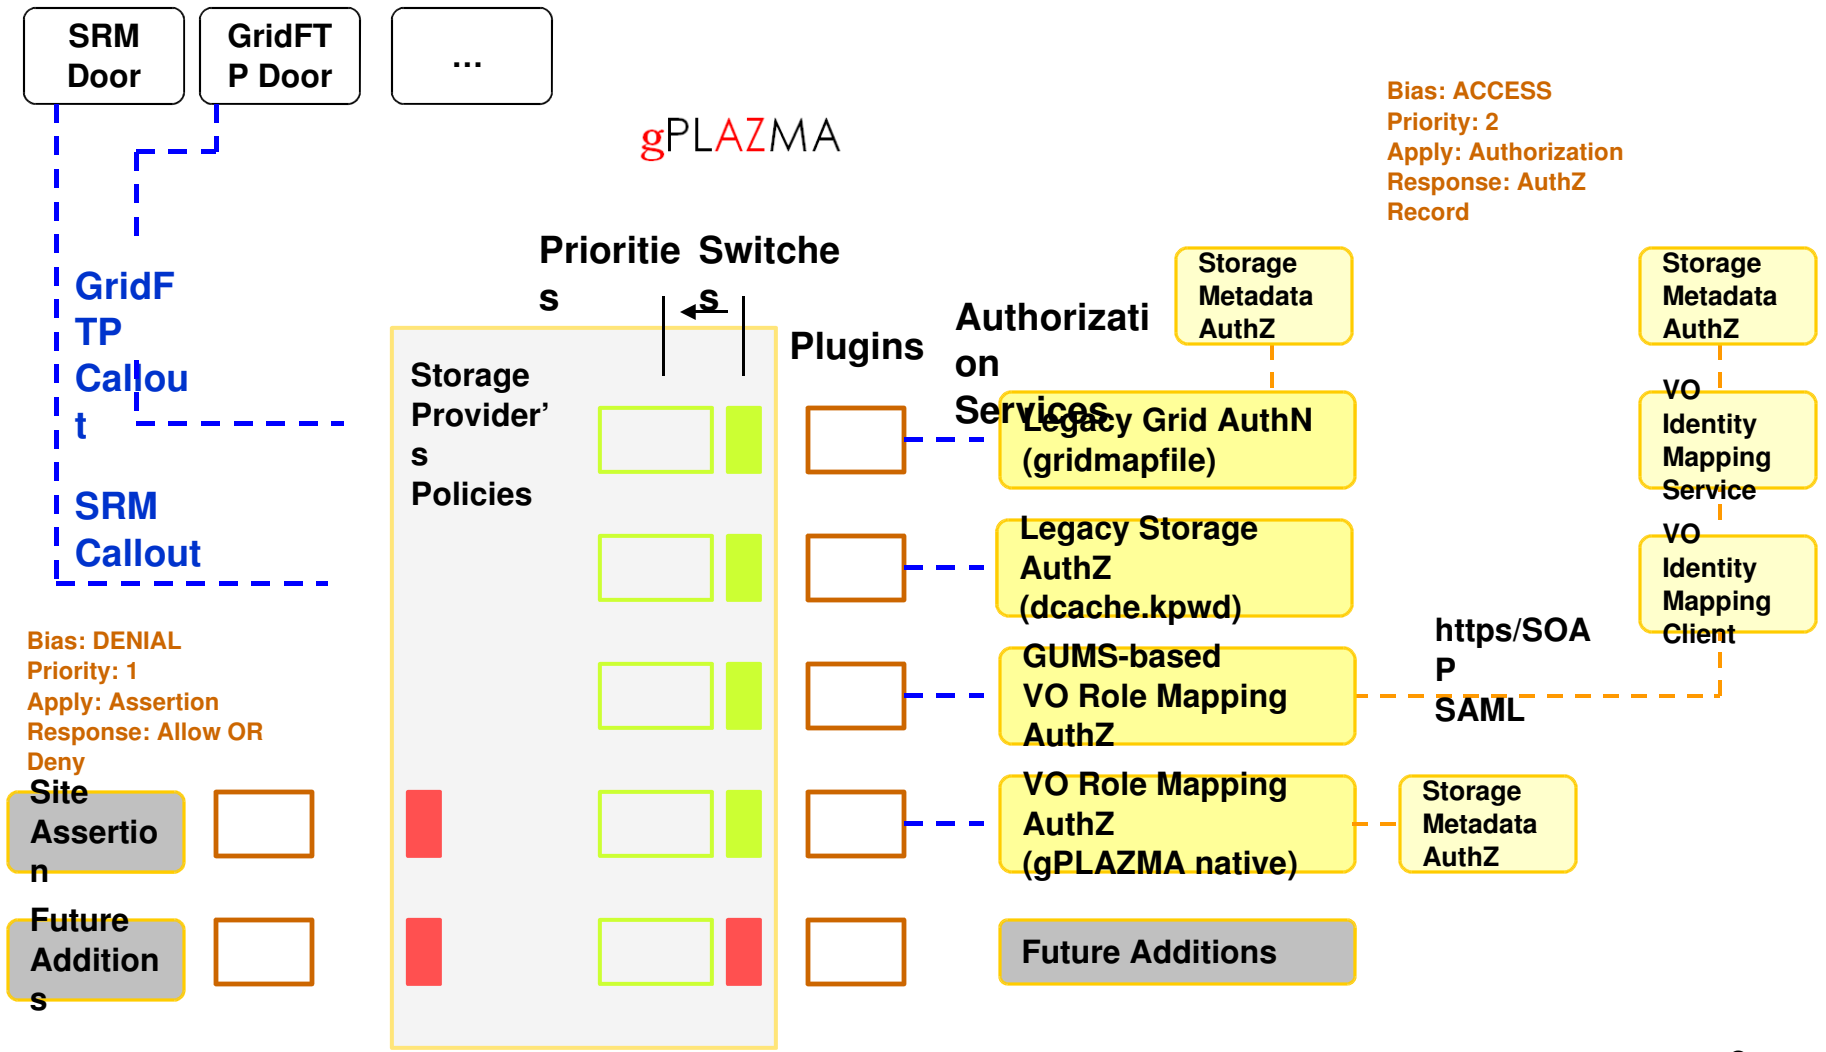 SRM
Door
GridFT
P Door
...
gPLAZMA
Bias: ACCESS
Priority: 2
Apply: Authorization
Response: AuthZ
Record
Prioritie
s
Switche
s
Plugins
Authorizati
on
Services
GridF
TP
Callou
t
SRM
Callout
Storage
Provider’
s
Policies
Storage
Metadata
AuthZ
Storage
Metadata
AuthZ
Legacy Grid AuthN
(gridmapfile)
VO
Identity
Mapping
Service
Legacy Storage
AuthZ
(dcache.kpwd)
VO
Identity
Mapping
Client
GUMS-based
VO Role Mapping
AuthZ
https/SOA
P
SAML
Bias: DENIAL
Priority: 1
Apply: Assertion
Response: Allow OR
Deny
Site
Assertio
n
VO Role Mapping
AuthZ
(gPLAZMA native)
Storage
Metadata
AuthZ
Future
Addition
s
Future Additions